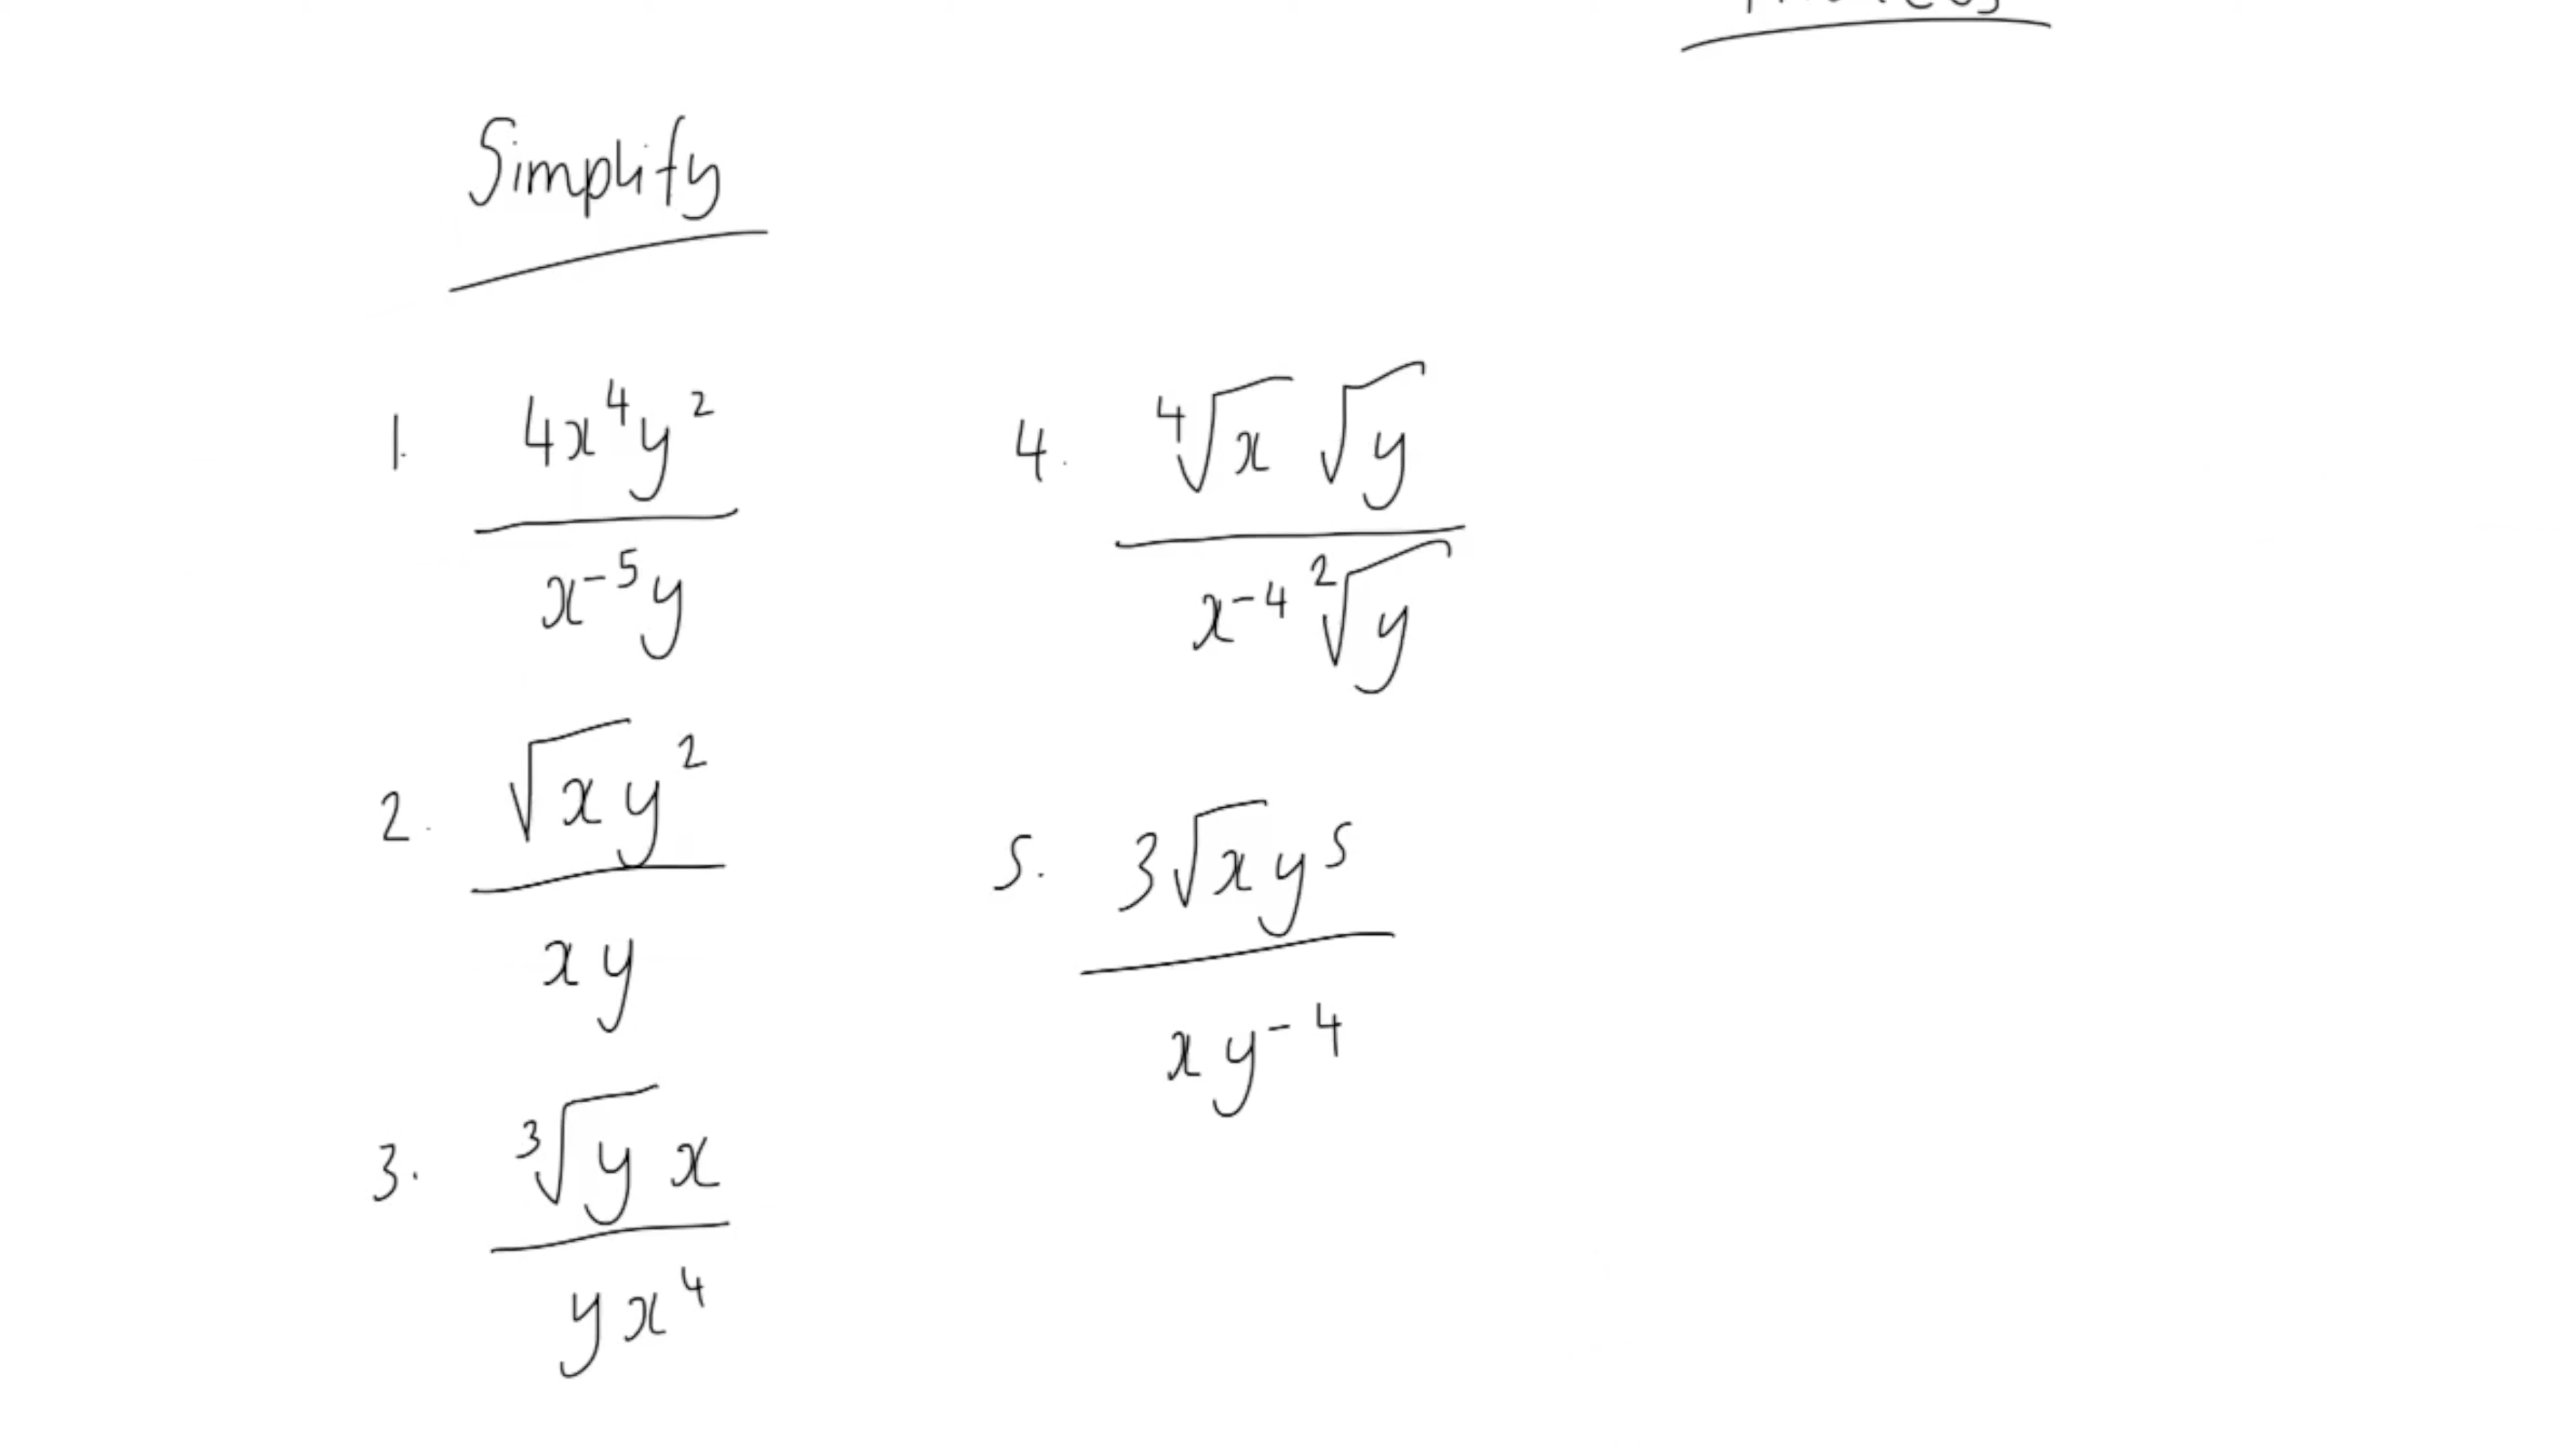 Simplify
1. 4x⁴y² / x⁻⁵y
2. √x y² / xy
3. ³√y x / yx⁴
4. ⁴√x √y / x⁻⁴ ²√y
5. 3√x y⁵ / xy⁻⁴